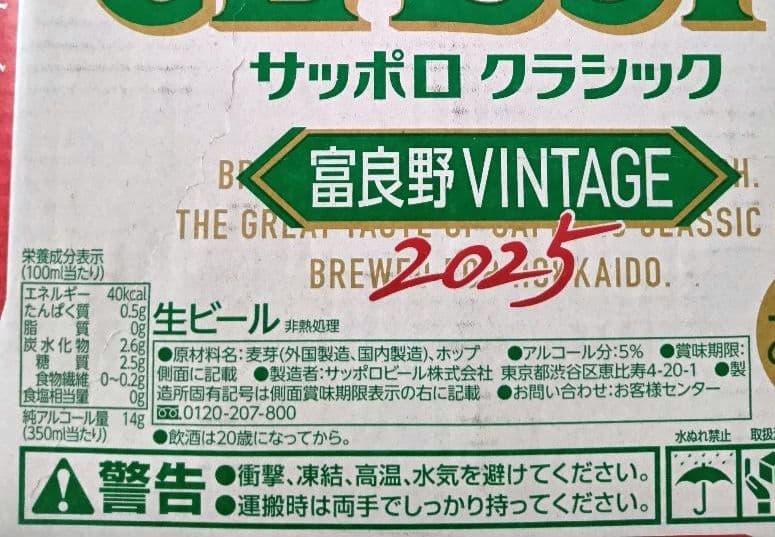 サッポロ クラシック
富良野VINTAGE
THE GREAT TASTE OF
CLASSIC
2025
BREWED FOR HOKKAIDO.
栄養成分表示
(100ml当たり)
エネルギー 40kcal
たんぱく質 0.5g
脂質 0g
炭水化物 2.6g
糖質 2.5g
食物繊維 0~0.2g
食塩相当量 0g
純アルコール量 14g
(350ml当たり)
生ビール 非熱処理
●原材料名:麦芽(外国製造、国内製造)、ホップ ●アルコール分:5% ●賞味期限:
側面に記載 ●製造者:サッポロビール株式会社 東京都渋谷区恵比寿4-20-1 ●製
造所固有記号は側面賞味期限表示の右に記載 ●お問い合わせ:お客様センター
0120-207-800
●飲酒は20歳になってから。
水ぬれ禁止
取扱
警告
●衝撃、凍結、高温、水気を避けてください。
●運搬時は両手でしっかり持ってください。